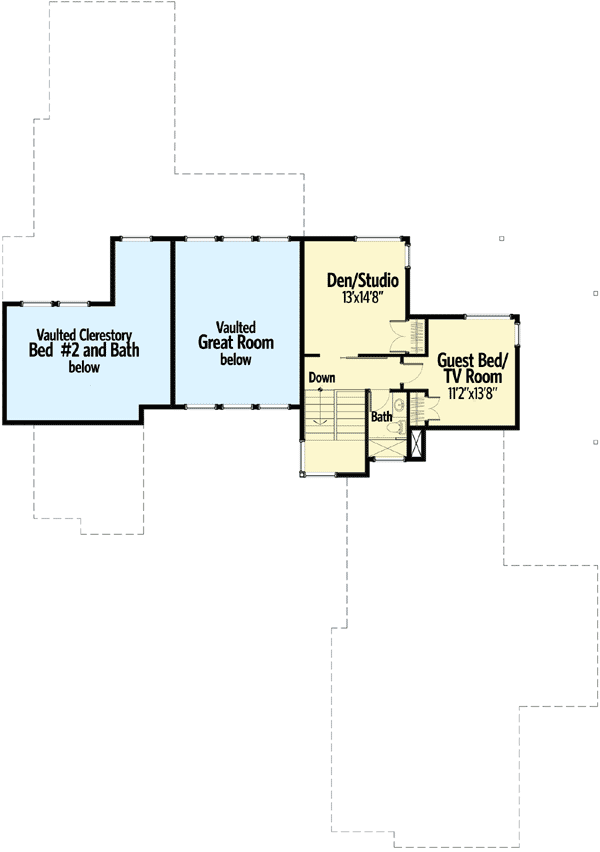 Den/Studio
13'x14'8"
Vaulted
Great Room
below
Vaulted Clerestory
Bed #2 and Bath
below
Guest Bed/
TV Room
11'2"x13'8"
Down
Bath